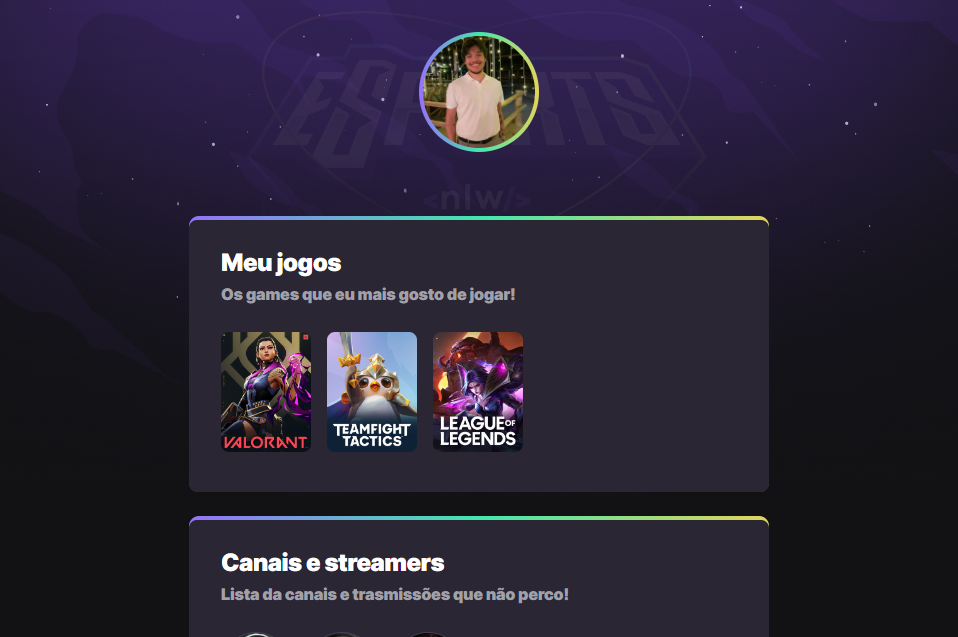 ESPORTS
<nlw/>
Meu jogos
Os games que eu mais gosto de jogar!
VALORANT
TEAMFIGHT
TACTICS
LEAGUE OF
LEGENDS
Canais e streamers
Lista da canais e trasmissões que não perco!